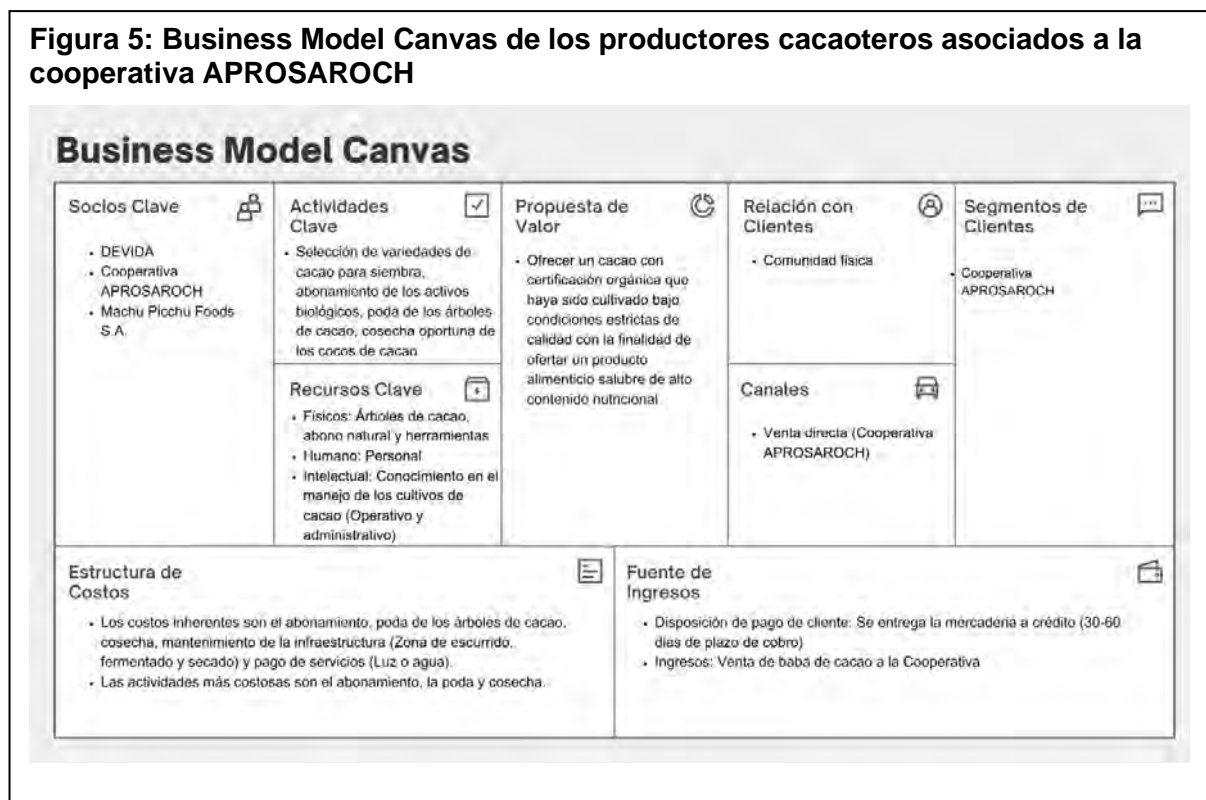 Figura 5: Business Model Canvas de los productores cacaoteros asociados a la
cooperativa APROSAROCH
Business Model Canvas
Socios Clave
• DEVIDA
• Cooperativa
APROSAROCH
• Machu Picchu Foods
S.A.
Actividades
Clave
• Selección de variedades de
cacao para siembra,
abonamiento de los activos
biológicos, poda de los árboles
de cacao, cosecha oportuna de
los cocos de cacao
Recursos Clave
• Físicos: Árboles de cacao,
abono natural y herramientas
• Humano: Personal
• Intelectual: Conocimiento en el
manejo de los cultivos de
cacao (Operativo y
administrativo)
Propuesta de
Valor
• Ofrecer un cacao con
certificación orgánica que
haya sido cultivado bajo
condiciones estrictas de
calidad con la finalidad de
ofertar un producto
alimenticio salubre de alto
contenido nutricional
Relación con
Clientes
• Comunidad física
Canales
• Venta directa (Cooperativa
APROSAROCH)
Segmentos de
Clientes
• Cooperativa
APROSAROCH
Estructura de
Costos
• Los costos inherentes son el abonamiento, poda de los árboles de cacao,
cosecha, mantenimiento de la infraestructura (Zona de escurrido,
fermentado y secado) y pago de servicios (Luz o agua).
• Las actividades más costosas son el abonamiento, la poda y cosecha.
Fuente de
Ingresos
• Disposición de pago de cliente: Se entrega la mercadería a crédito (30-60
días de plazo de cobro)
• Ingresos: Venta de baba de cacao a la Cooperativa